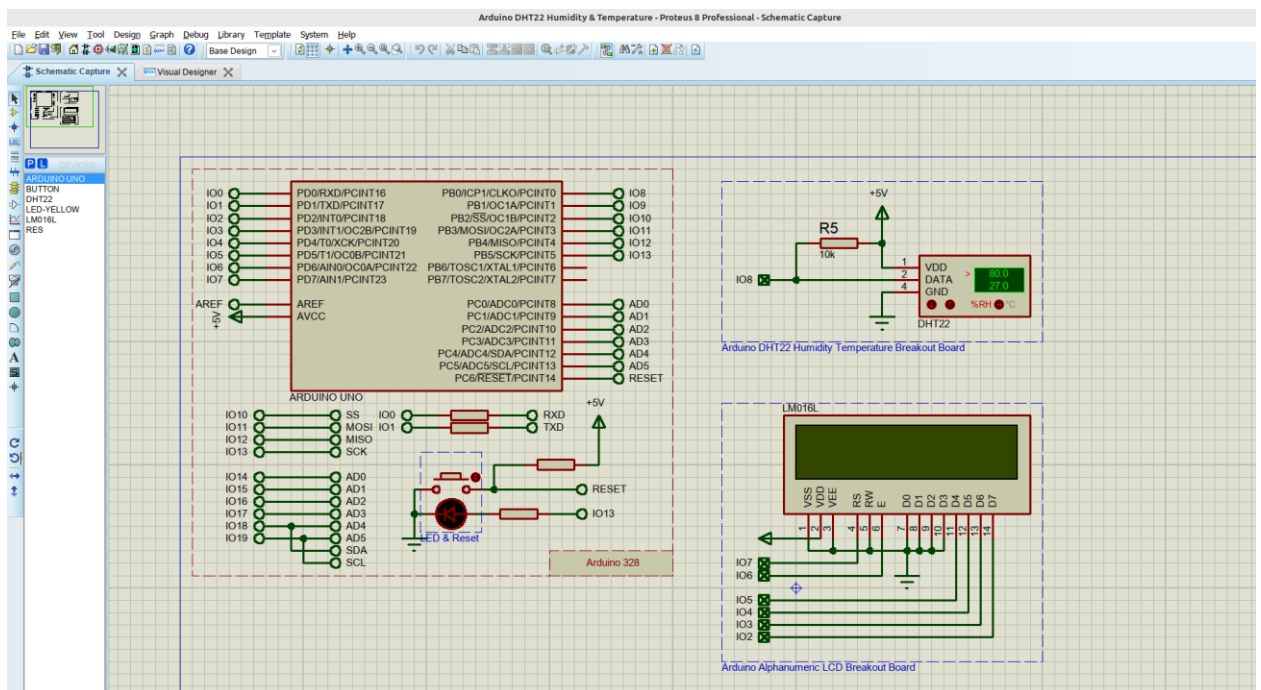 Arduino DHT22 Humidity & Temperature - Proteus 8 Professional - Schematic Capture
File Edit View Tool Design Graph Debug Library Template System Help
Base Design
Schematic Capture
Visual Designer
P L DEVICES
ARDUINO UNO
BUTTON
DHT22
LED-YELLOW
LM016L
RES
IO0 PD0/RXD/PCINT16 PB0/ICP1/CLKO/PCINT0 IO8
IO1 PD1/TXD/PCINT17 PB1/OC1A/PCINT1 IO9
IO2 PD2/INT0/PCINT18 PB2/SS/OC1B/PCINT2 IO10
IO3 PD3/INT1/OC2B/PCINT19 PB3/MOSI/OC2A/PCINT3 IO11
IO4 PD4/T0/XCK/PCINT20 PB4/MISO/PCINT4 IO12
IO5 PD5/T1/OC0B/PCINT21 PB5/SCK/PCINT5 IO13
IO6 PD6/AIN0/OC0A/PCINT22 PB6/TOSC1/XTAL1/PCINT6
IO7 PD7/AIN1/PCINT23 PB7/TOSC2/XTAL2/PCINT7
AREF AREF PC0/ADC0/PCINT8 AD0
+5V AVCC PC1/ADC1/PCINT9 AD1
PC2/ADC2/PCINT10 AD2
PC3/ADC3/PCINT11 AD3
PC4/ADC4/SDA/PCINT12 AD4
PC5/ADC5/SCL/PCINT13 AD5
PC6/RESET/PCINT14 RESET
ARDUINO UNO
IO10 SS IO0 RXD
IO11 MOSI IO1 TXD
IO12 MISO
IO13 SCK
+5V
IO14 AD0
IO15 AD1
IO16 AD2
IO17 AD3
IO18 AD4
IO19 AD5
SDA
SCL
RESET
IO13
LED & Reset
Arduino 328
+5V
R5
10k
IO8
1 VDD
2 DATA
4 GND
> 80.0
27.0
%RH °C
DHT22
Arduino DHT22 Humidity Temperature Breakout Board
LM016L
VSS VDD VEE RS RW E D0 D1 D2 D3 D4 D5 D6 D7
1 2 3 4 5 6 7 8 9 10 11 12 13 14
IO7
IO6
IO5
IO4
IO3
IO2
Arduino Alphanumeric LCD Breakout Board